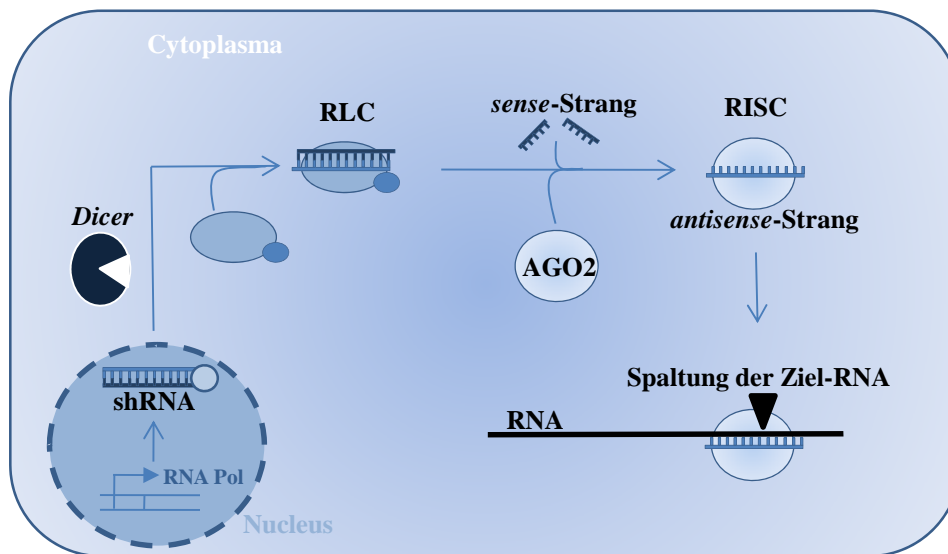 Cytoplasma
RLC
sense-Strang
RISC
Dicer
antisense-Strang
AGO2
shRNA
RNA Pol
Nucleus
Spaltung der Ziel-RNA
RNA